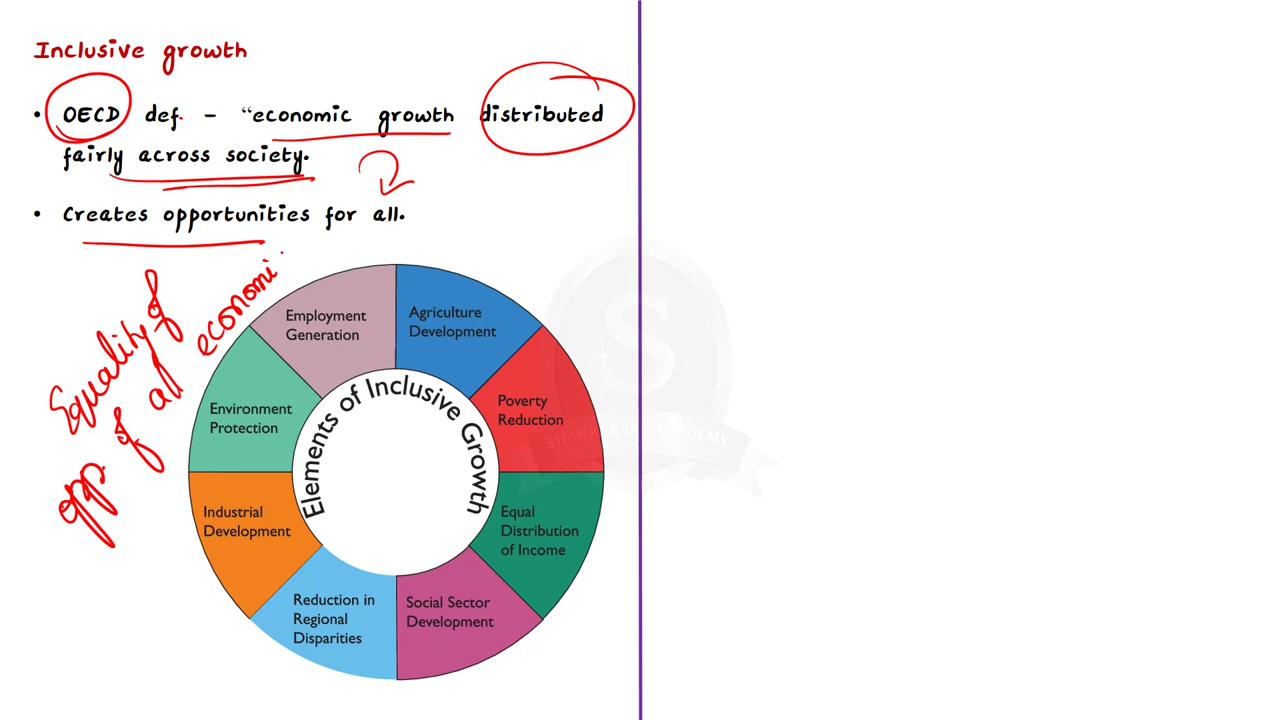 Inclusive growth
• OECD def. - "economic growth distributed
fairly across society.
• Creates opportunities for all.
Equality of
opp. of all economi
Employment
Generation
Agriculture
Development
Poverty
Reduction
Equal
Distribution
of Income
Social Sector
Development
Reduction in
Regional
Disparities
Industrial
Development
Environment
Protection
Elements of Inclusive Growth
S
ACADEMY